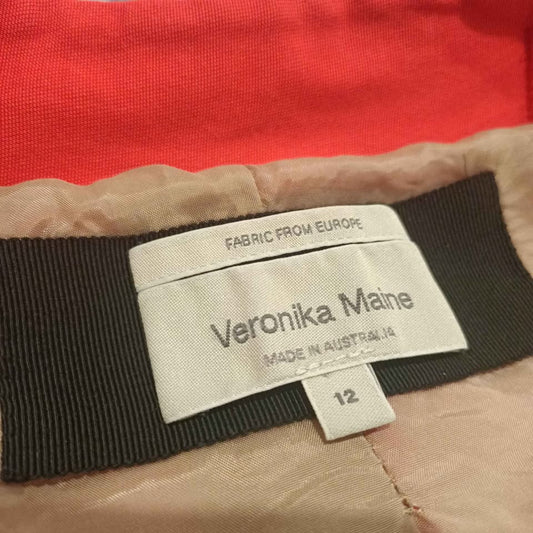 FABRIC FROM EUROPE
Veronika Maine
MADE IN AUSTRALIA
12